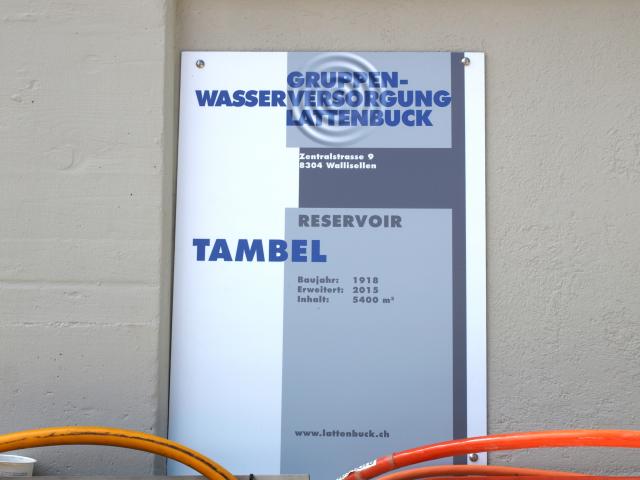 GRUPPEN-
WASSERVERSORGUNG
LATTENBUCK
Zentralstrasse 9
8304 Wallisellen
RESERVOIR
TAMBEL
Baujahr: 1918
Erweitert: 2015
Inhalt: 5400 m³
www.lattenbuck.ch